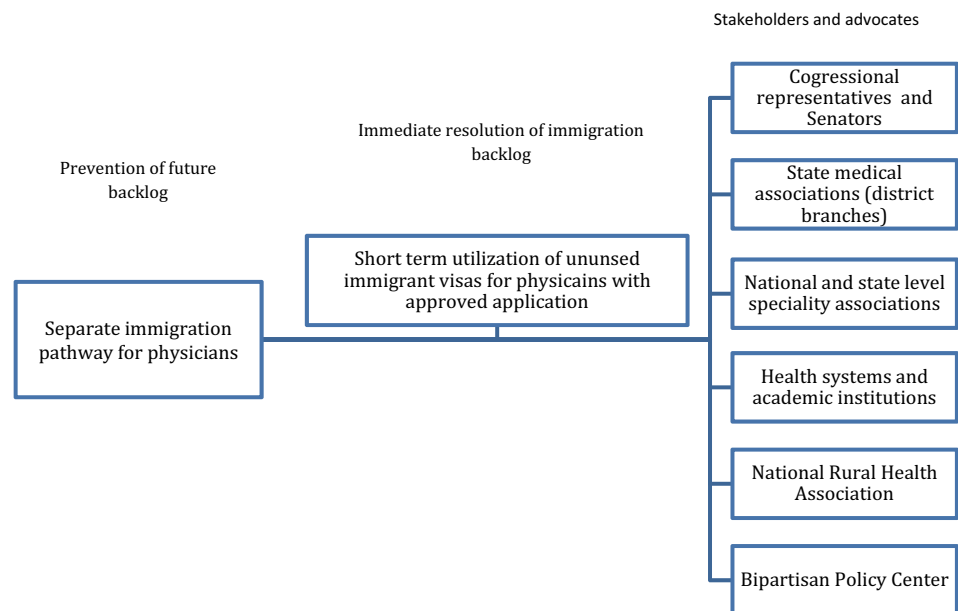 Stakeholders and advocates
Cogressional
representatives and
Senators
Immediate resolution of immigration
backlog
Prevention of future
backlog
State medical
associations (district
branches)
Short term utilization of ununsed
immigrant visas for physicains with
approved application
National and state level
speciality associations
Separate immigration
pathway for physicians
Health systems and
academic institutions
National Rural Health
Association
Bipartisan Policy Center